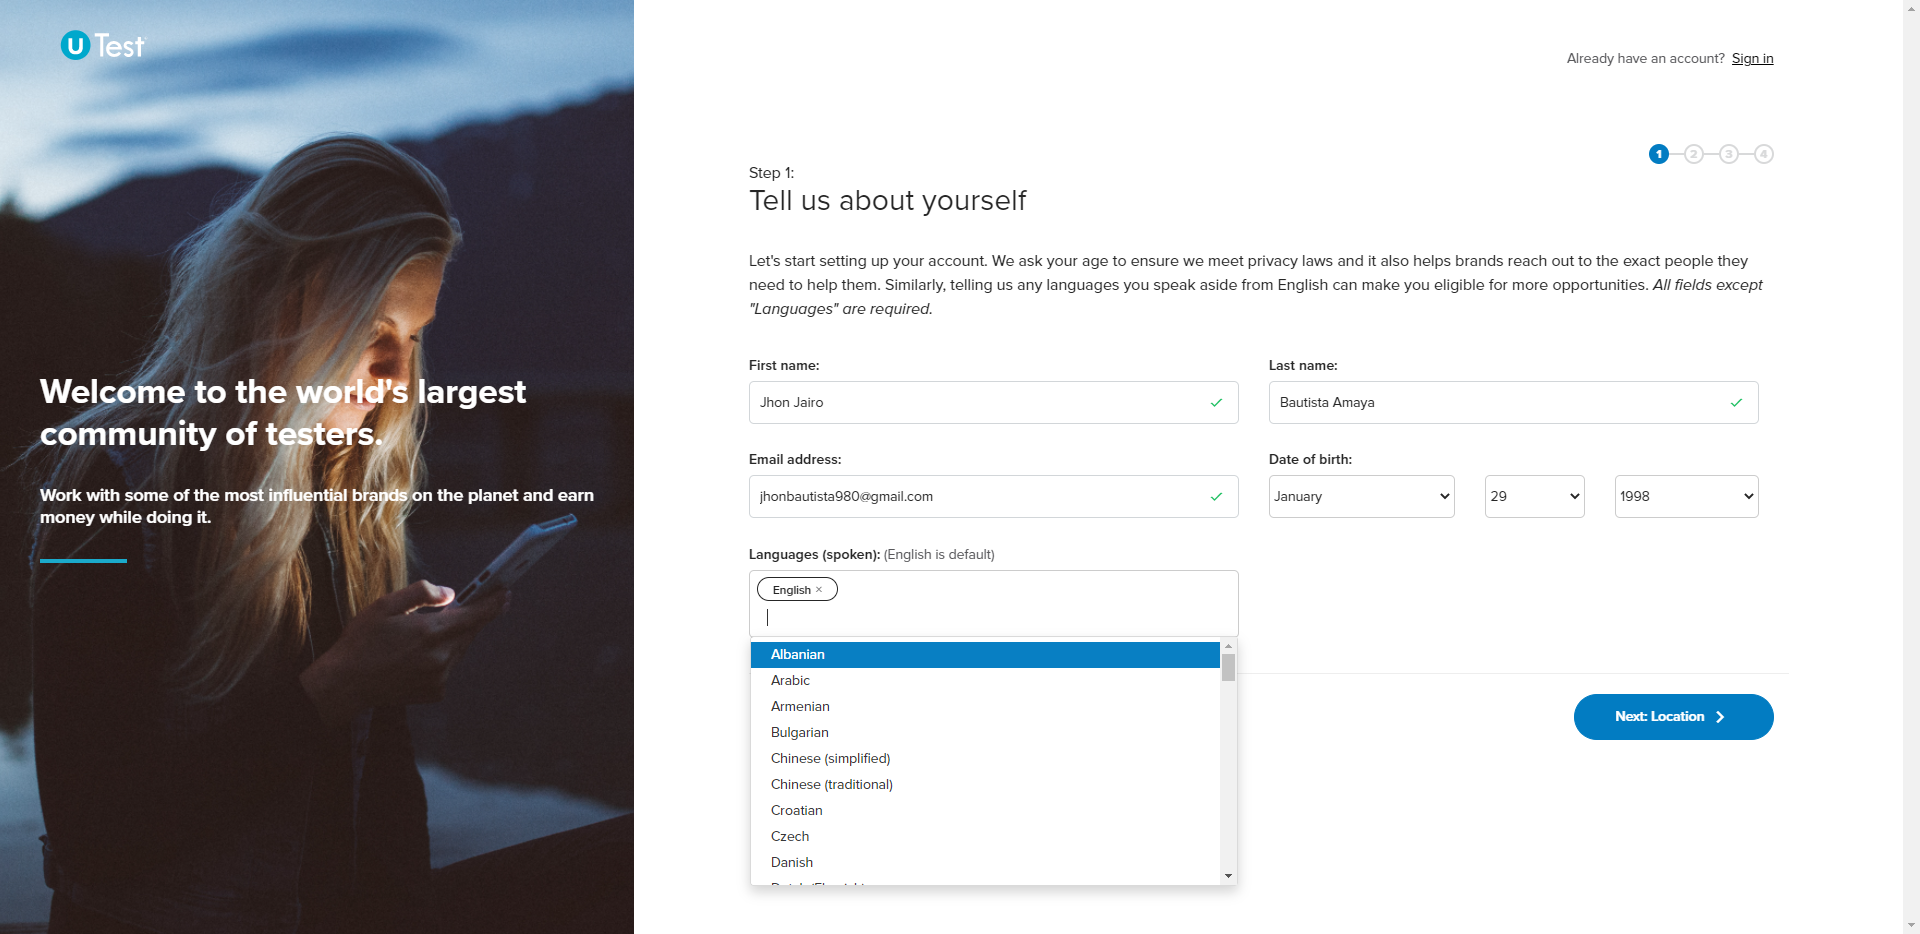 U Test
Welcome to the world's largest
community of testers.
Work with some of the most influential brands on the planet and earn
money while doing it.
Already have an account? Sign in
1 2 3 4
Step 1:
Tell us about yourself
Let's start setting up your account. We ask your age to ensure we meet privacy laws and it also helps brands reach out to the exact people they
need to help them. Similarly, telling us any languages you speak aside from English can make you eligible for more opportunities. All fields except
"Languages" are required.
First name:
Last name:
Jhon Jairo
Bautista Amaya
Email address:
Date of birth:
jhonbautista980@gmail.com
January
29
1998
Languages (spoken): (English is default)
English ×
Albanian
Arabic
Armenian
Bulgarian
Chinese (simplified)
Chinese (traditional)
Croatian
Czech
Danish
Next: Location